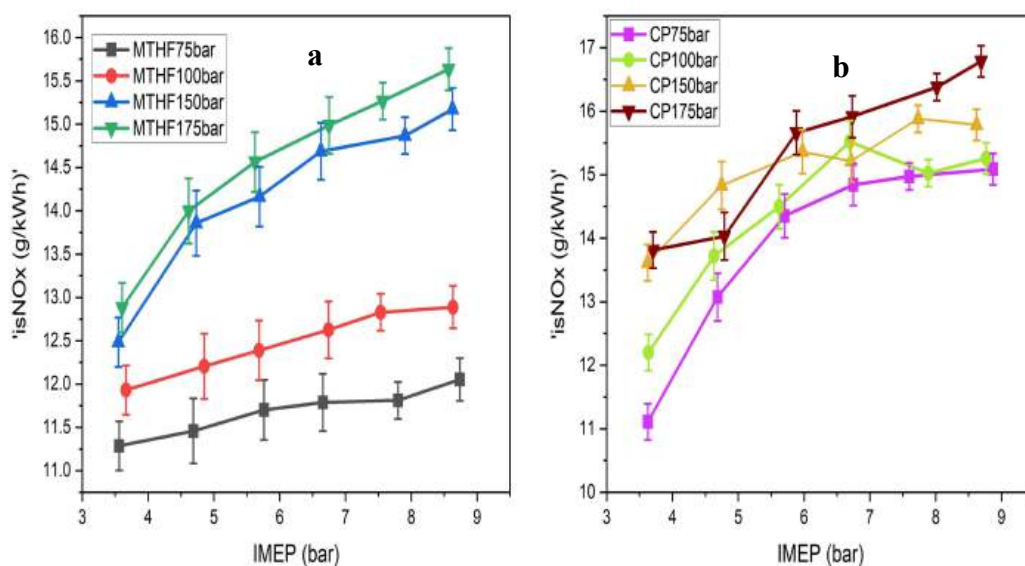 a
MTHF75bar
MTHF100bar
MTHF150bar
MTHF175bar
16.0
15.5
15.0
14.5
14.0
13.5
13.0
12.5
12.0
11.5
11.0
'isNOx (g/kWh)'
3 4 5 6 7 8 9
IMEP (bar)
b
CP75bar
CP100bar
CP150bar
CP175bar
17
16
15
14
13
12
11
10
'isNOx (g/kWh)'
3 4 5 6 7 8 9
IMEP (bar)